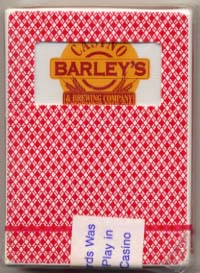 CASINO
BARLEY'S
& BREWING COMPANY
rds Was
Play in
Casino